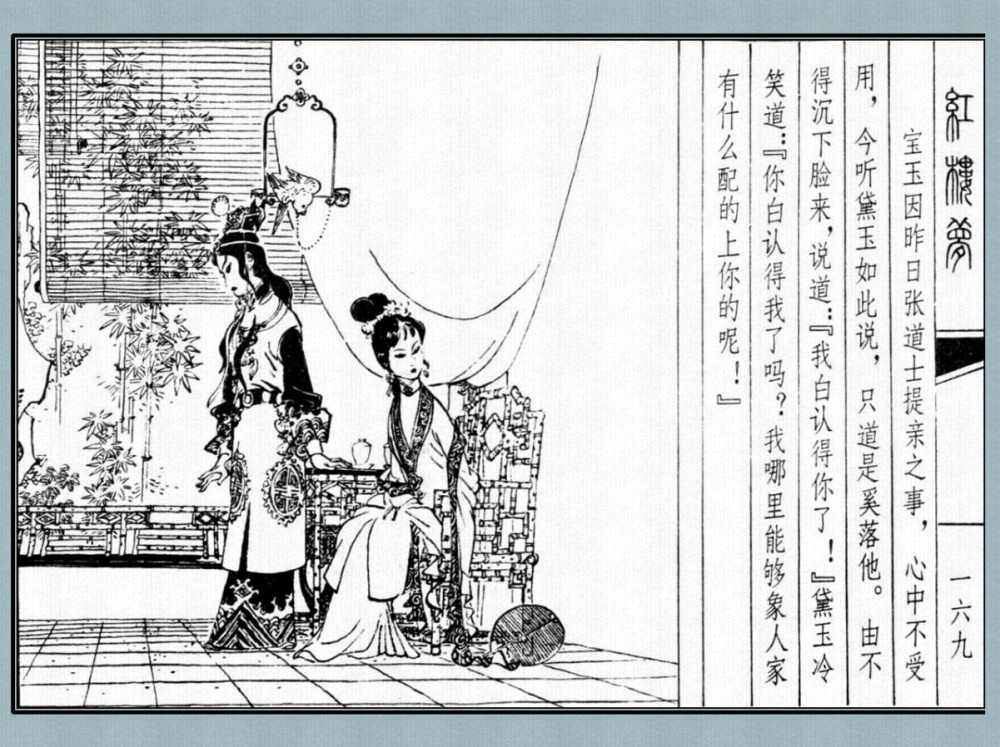 紅樓夢
一六九
宝玉因昨日张道士提亲之事，心中不受
用，今听黛玉如此说，只道是奚落他。由不
得沉下脸来，说道：『我白认得你了！』黛玉冷
笑道：『你白认得我了吗？我哪里能够象人家
有什么配的上你的呢！』